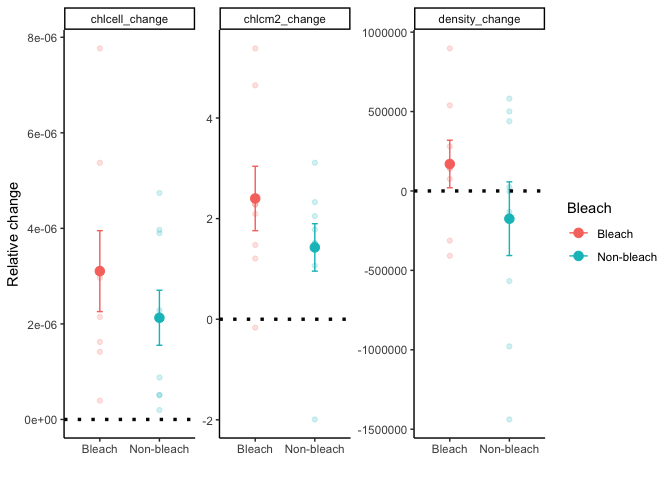 chlcell_change
chlcm2_change
density_change
Relative change
8e-06
6e-06
4e-06
2e-06
0e+00
4
2
0
-2
1000000
500000
0
-500000
-1000000
-1500000
Bleach Non-bleach
Bleach Non-bleach
Bleach Non-bleach
Bleach
Bleach
Non-bleach